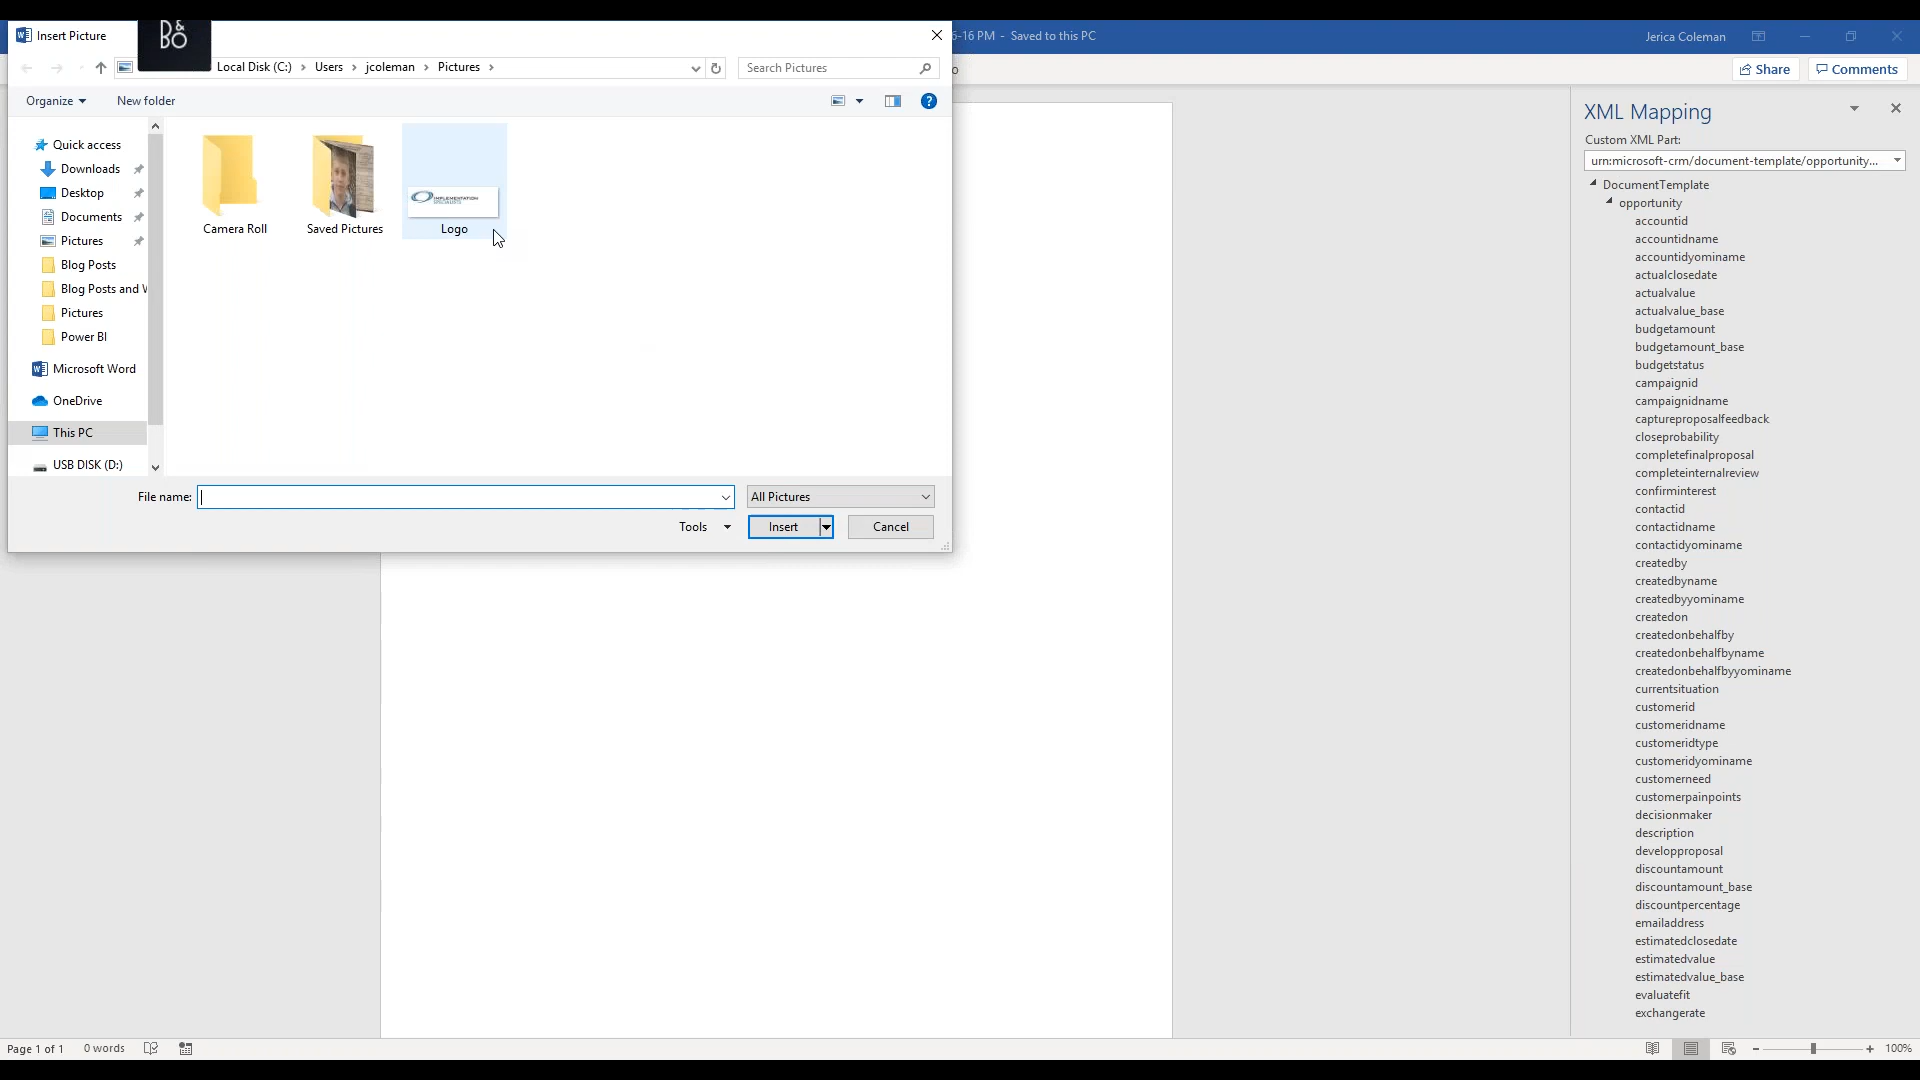 Insert Picture
B&O
6-16 PM - Saved to this PC
Jerica Coleman
Local Disk (C:) > Users > jcoleman > Pictures >
Search Pictures
Share
Comments
Organize
New folder
Quick access
Downloads
Desktop
Documents
Pictures
Blog Posts
Blog Posts and
Pictures
Power BI
Microsoft Word
OneDrive
This PC
USB DISK (D:)
Camera Roll
Saved Pictures
IMPLEMENTATION
SPECIALISTS
Logo
File name:
All Pictures
Tools
Insert
Cancel
XML Mapping
Custom XML Part:
urn:microsoft-crm/document-template/opportunity...
DocumentTemplate
opportunity
accountid
accountidname
accountidyominame
actualclosedate
actualvalue
actualvalue_base
budgetamount
budgetamount_base
budgetstatus
campaignid
campaignidname
captureproposalfeedback
closeprobability
completefinalproposal
completeinternalreview
confirminterest
contactid
contactidname
contactidyominame
createdby
createdbyname
createdbyyominame
createdon
createdonbehalfby
createdonbehalfbyname
createdonbehalfbyyominame
currentsituation
customerid
customeridname
customeridtype
customeridyominame
customerneed
customerpainpoints
decisionmaker
description
developproposal
discountamount
discountamount_base
discountpercentage
emailaddress
estimatedclosedate
estimatedvalue
estimatedvalue_base
evaluatefit
exchangerate
Page 1 of 1
0 words
100%